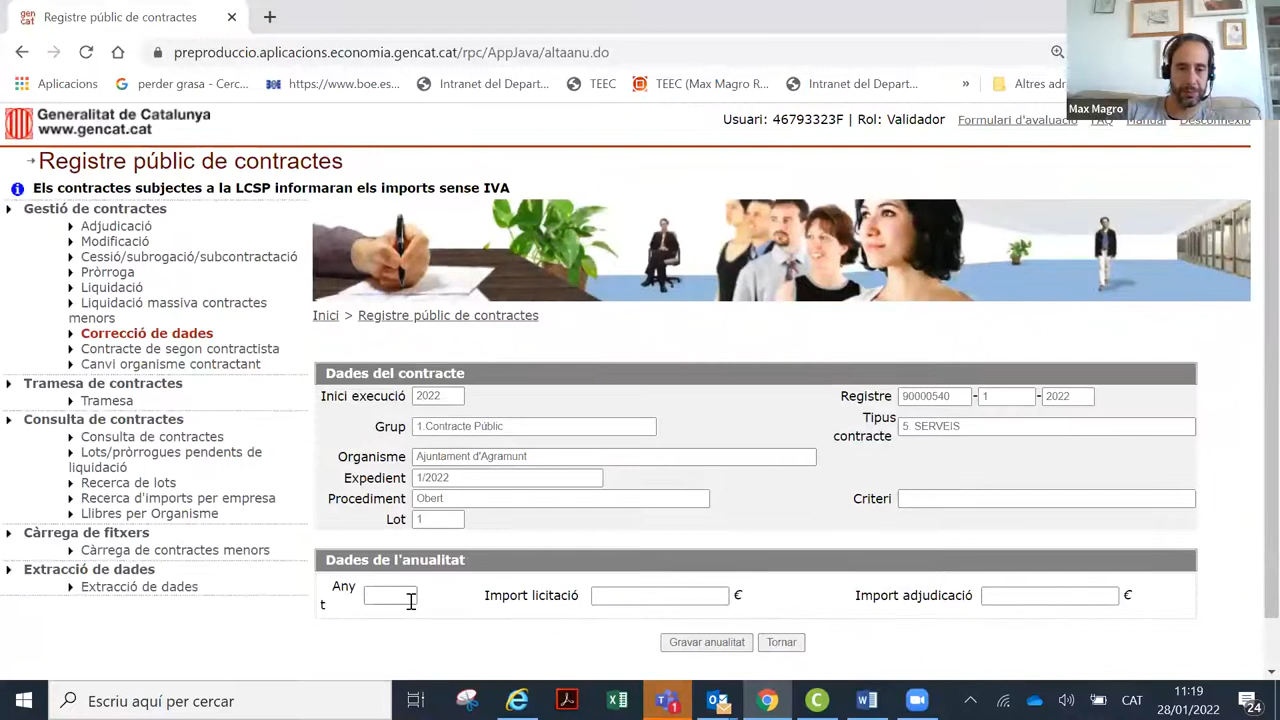 gen
cat
Registre públic de contractes
preproduccio.aplicacions.economia.gencat.cat/rpc/AppJava/altaanu.do
Aplicacions
perder grasa - Cerc...
https://www.boe.es...
Intranet del Depart...
TEEC
TEEC (Max Magro R...
Intranet del Depart...
»
Altres adr
Max Magro
Generalitat de Catalunya
www.gencat.cat
Usuari: 46793323F | Rol: Validador
Formulari d'avaluació
FAQ
Manual
Desconnexió
Registre públic de contractes
Els contractes subjectes a la LCSP informaran els imports sense IVA
Gestió de contractes
Adjudicació
Modificació
Cessió/subrogació/subcontractació
Pròrroga
Liquidació
Liquidació massiva contractes
menors
Correcció de dades
Contracte de segon contractista
Canvi organisme contractant
Tramesa de contractes
Tramesa
Consulta de contractes
Consulta de contractes
Lots/pròrrogues pendents de
liquidació
Recerca de lots
Recerca d'imports per empresa
Llibres per Organisme
Càrrega de fitxers
Càrrega de contractes menors
Extracció de dades
Extracció de dades
Inici > Registre públic de contractes
Dades del contracte
Inici execució 2022
Registre 90000540 - 1 - 2022
Grup 1.Contracte Públic
Tipus
contracte 5. SERVEIS
Organisme Ajuntament d'Agramunt
Expedient 1/2022
Procediment Obert
Criteri
Lot 1
Dades de l'anualitat
Any
t
Import licitació €
Import adjudicació €
Gravar anualitat
Tornar
Escriu aquí per cercar
1
CAT
11:19
28/01/2022
24